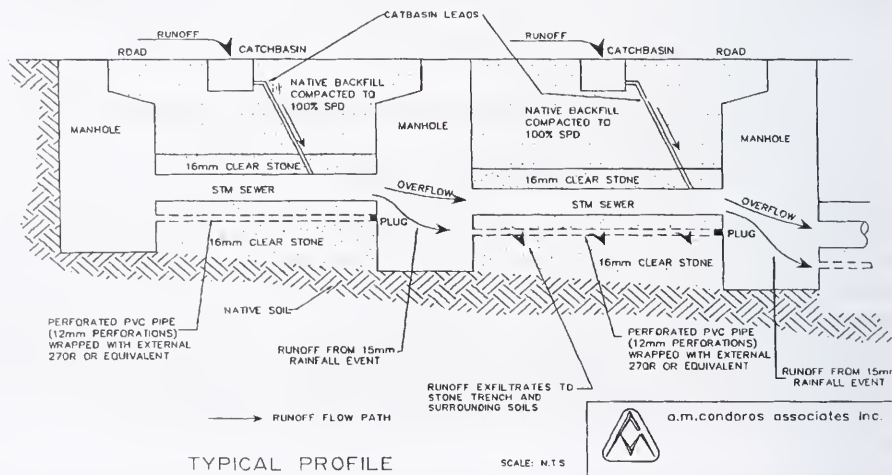 CATBASIN LEADS
RUNOFF
ROAD
CATCHBASIN
NATIVE BACKFILL
COMPACTED TO
100% SPD
MANHOLE
16mm CLEAR STONE
STM SEWER
PLUG
16mm CLEAR STONE
OVERFLOW
MANHOLE
RUNOFF
CATCHBASIN
ROAD
NATIVE BACKFILL
COMPACTED TO
100% SPD
MANHOLE
16mm CLEAR STONE
STM SEWER
PLUG
16mm CLEAR STONE
OVERFLOW
NATIVE SOIL
PERFORATED PVC PIPE
(12mm PERFORATIONS)
WRAPPED WITH EXTERNAL
270R OR EQUIVALENT
RUNOFF FROM 15mm
RAINFALL EVENT
RUNOFF EXFILTRATES TO
STONE TRENCH AND
SURROUNDING SOILS
PERFORATED PVC PIPE
(12mm PERFORATIONS)
WRAPPED WITH EXTERNAL
270R OR EQUIVALENT
RUNOFF FROM 15mm
RAINFALL EVENT
RUNOFF FLOW PATH
a.m.condoros associates inc.
TYPICAL PROFILE
SCALE: N.T.S